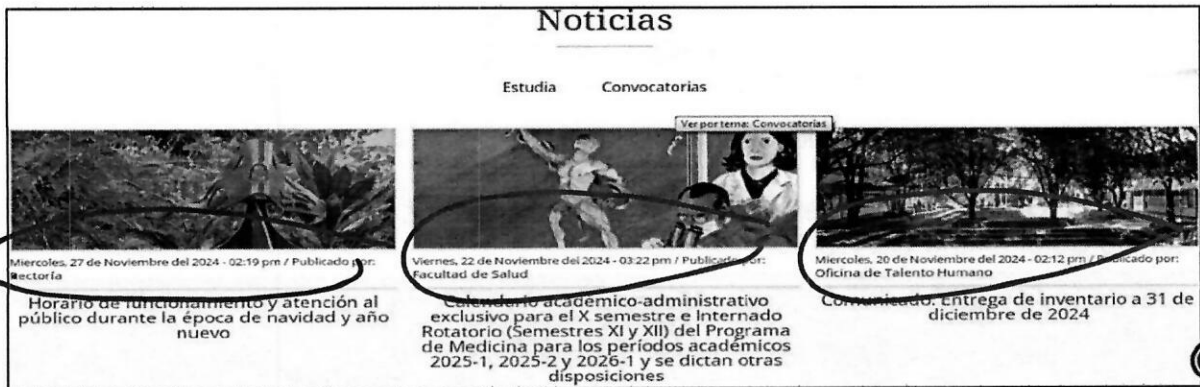 Noticias
Estudia Convocatorias
Ver por tema: Convocatorias
Miercoles, 27 de Noviembre del 2024 - 02:19 pm / Publicado por:
Rectoría
Horario de funcionamiento y atención al
público durante la época de navidad y año
nuevo
Viernes, 22 de Noviembre del 2024 - 03:22 pm / Publicado por:
Facultad de Salud
Calendario académico-administrativo
exclusivo para el X semestre e Internado
Rotatorio (Semestres XI y XII) del Programa
de Medicina para los períodos académicos
2025-1, 2025-2 y 2026-1 y se dictan otras
disposiciones
Miercoles, 20 de Noviembre del 2024 - 02:12 pm / Publicado por:
Oficina de Talento Humano
Comunicado. Entrega de inventario a 31 de
diciembre de 2024